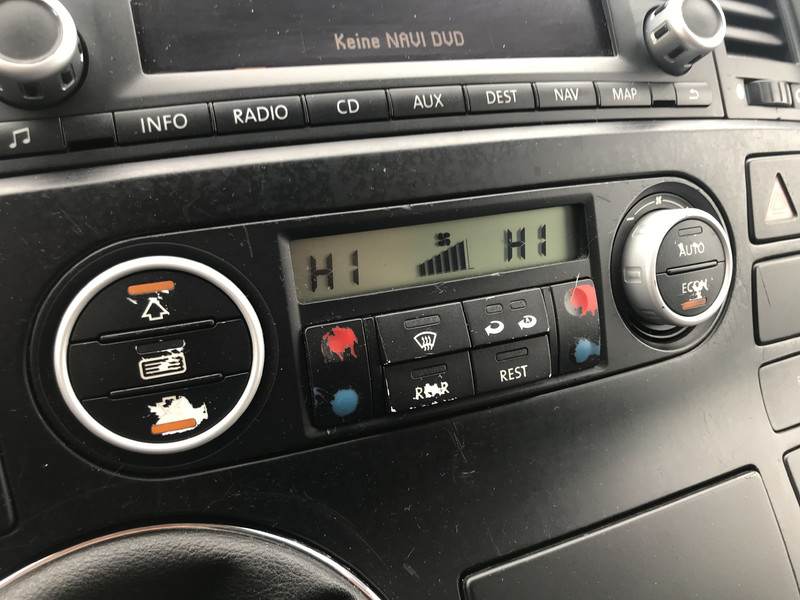 Keine NAVI DVD
INFO RADIO CD AUX DEST NAV MAP
HI HI
AUTO
ECON
REAR REST